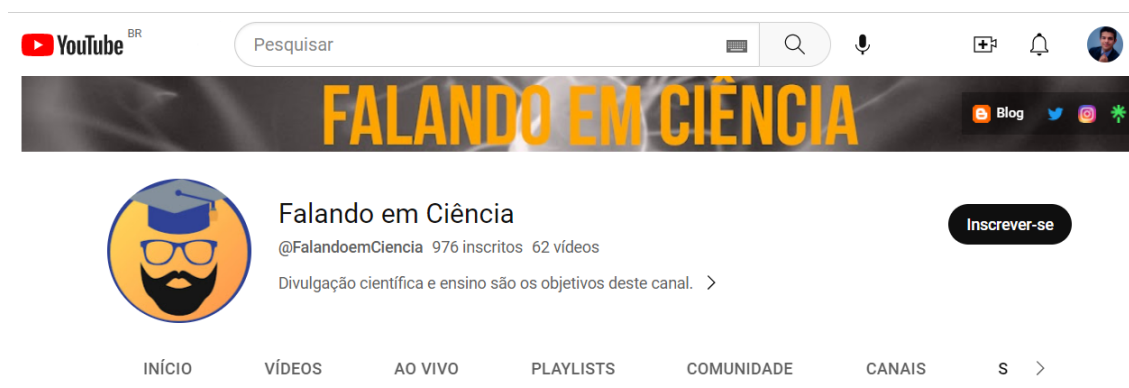 YouTube BR
Pesquisar
FALANDO EM CIÊNCIA
Blog
Falando em Ciência
@FalandoemCiencia 976 inscritos 62 vídeos
Inscrever-se
Divulgação científica e ensino são os objetivos deste canal.
INÍCIO VÍDEOS AO VIVO PLAYLISTS COMUNIDADE CANAIS S